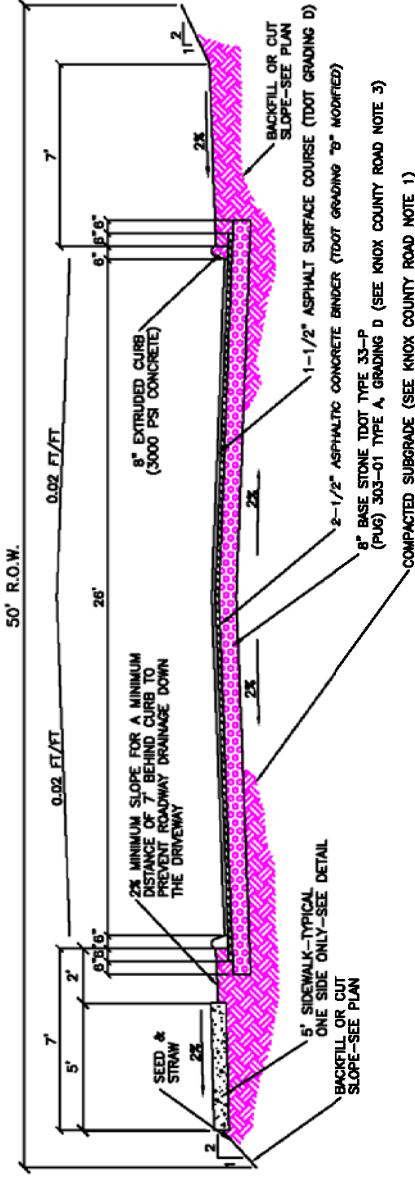 50' R.O.W.
0.02 FT/FT
0.02 FT/FT
7'
5'
2'
6" 6" 6"
26'
6" 6" 6"
7'
SEED &
STRAW
2% MINIMUM SLOPE FOR A MINIMUM
DISTANCE OF 7' BEHIND CURB TO
PREVENT ROADWAY DRAINAGE DOWN
THE DRIVEWAY
8" EXTRUDED CURB
(3000 PSI CONCRETE)
2
1
2%
2%
2%
2%
1
2
BACKFILL OR CUT
SLOPE-SEE PLAN
5' SIDEWALK-TYPICAL
ONE SIDE ONLY-SEE DETAIL
BACKFILL OR CUT
SLOPE-SEE PLAN
1-1/2" ASPHALT SURFACE COURSE (TDOT GRADING D)
2-1/2" ASPHALTIC CONCRETE BINDER (TDOT GRADING "B" MODIFIED)
8" BASE STONE TDOT TYPE 33-P
(PUG) 303-01 TYPE A, GRADING D (SEE KNOX COUNTY ROAD NOTE 3)
COMPACTED SUBGRADE (SEE KNOX COUNTY ROAD NOTE 1)